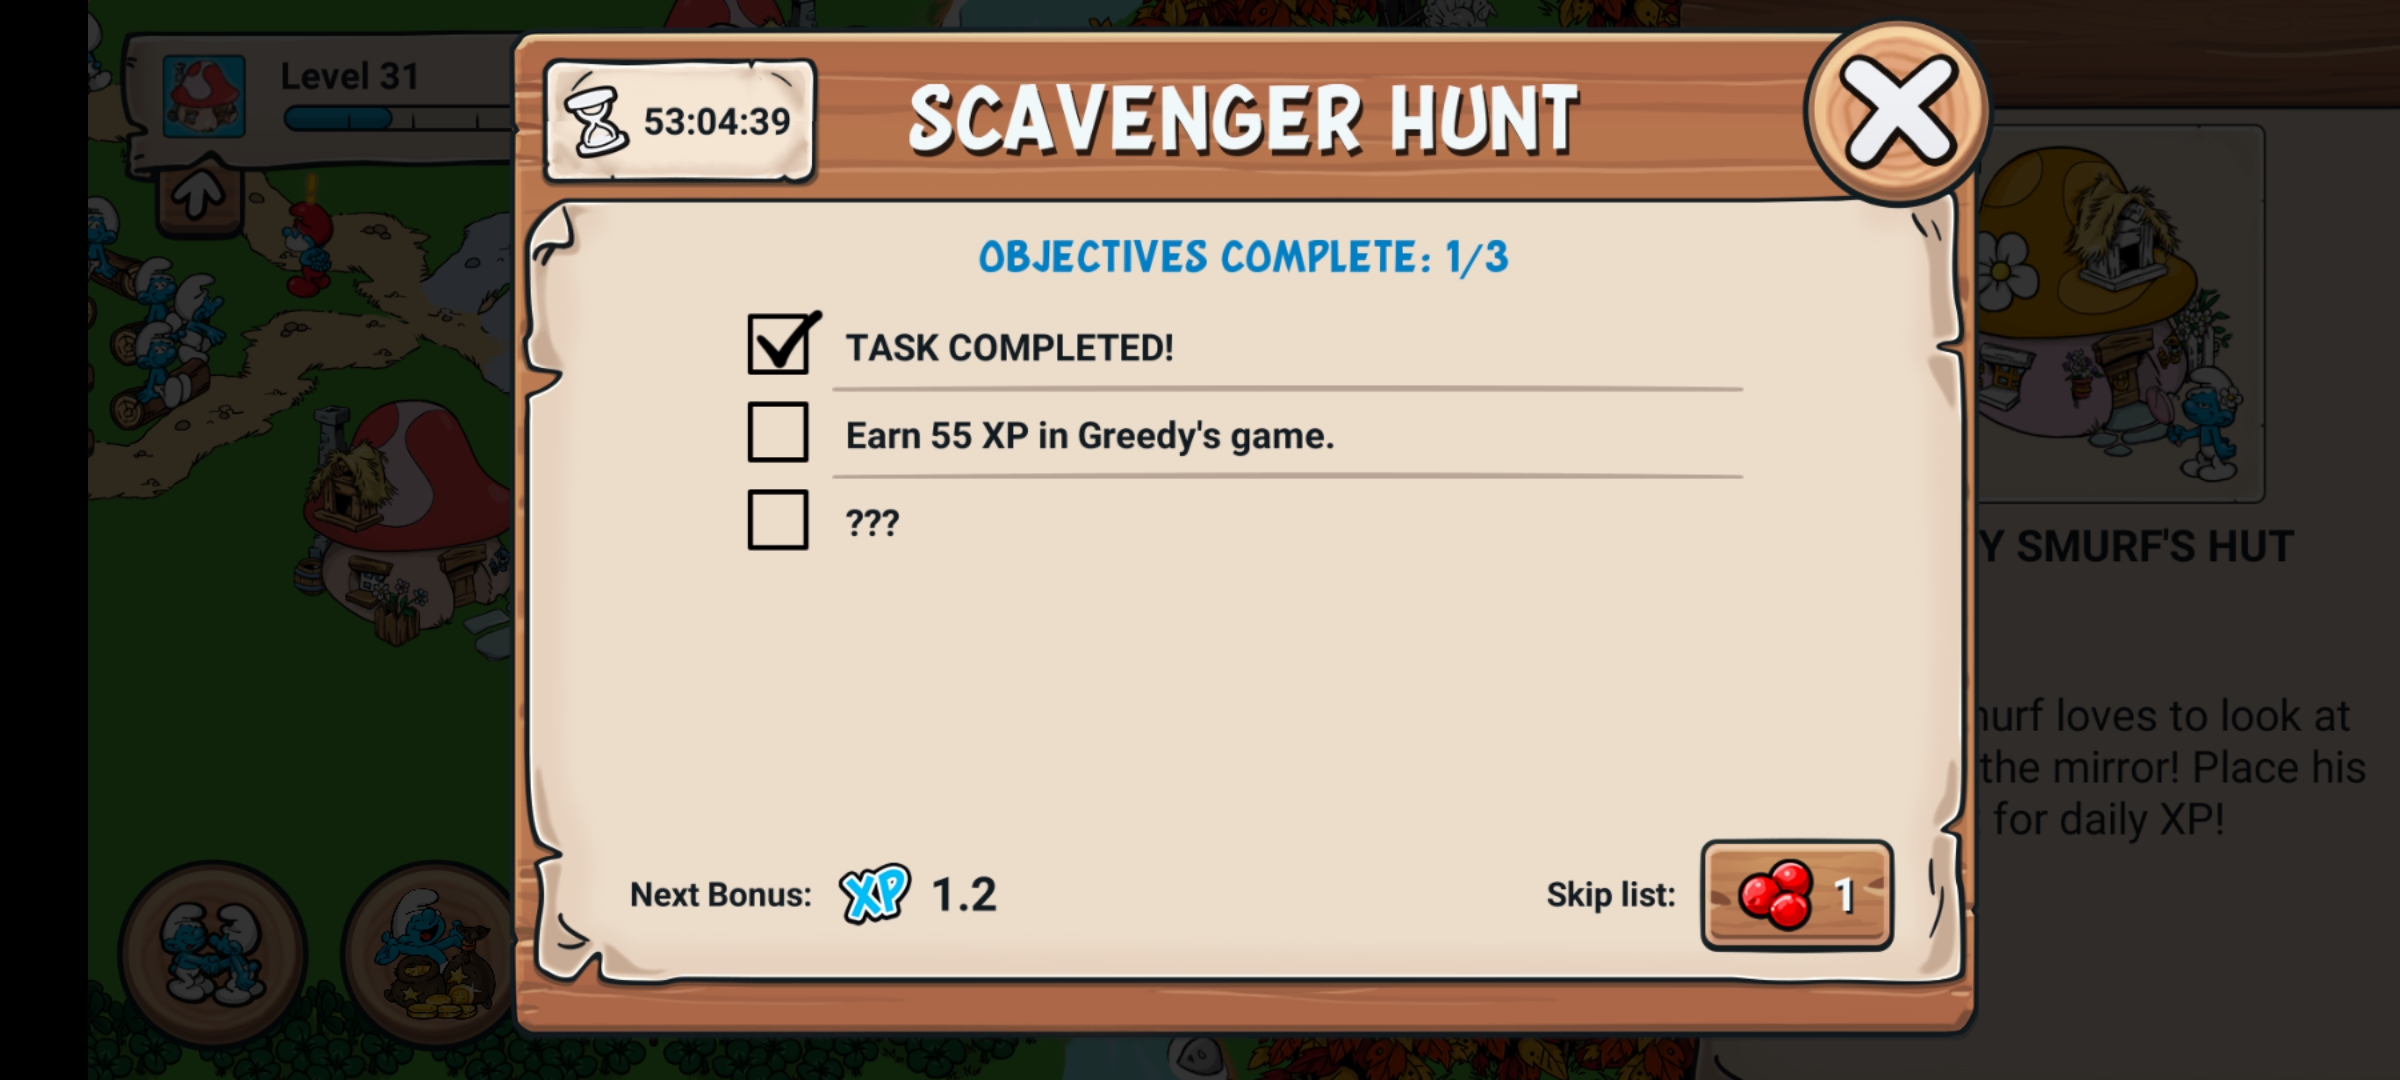 Level 31
53:04:39
SCAVENGER HUNT
OBJECTIVES COMPLETE: 1/3
TASK COMPLETED!
Earn 55 XP in Greedy's game.
???
Next Bonus: XP 1.2
Skip list: 1
Y SMURF'S HUT
murf loves to look at
the mirror! Place his
for daily XP!